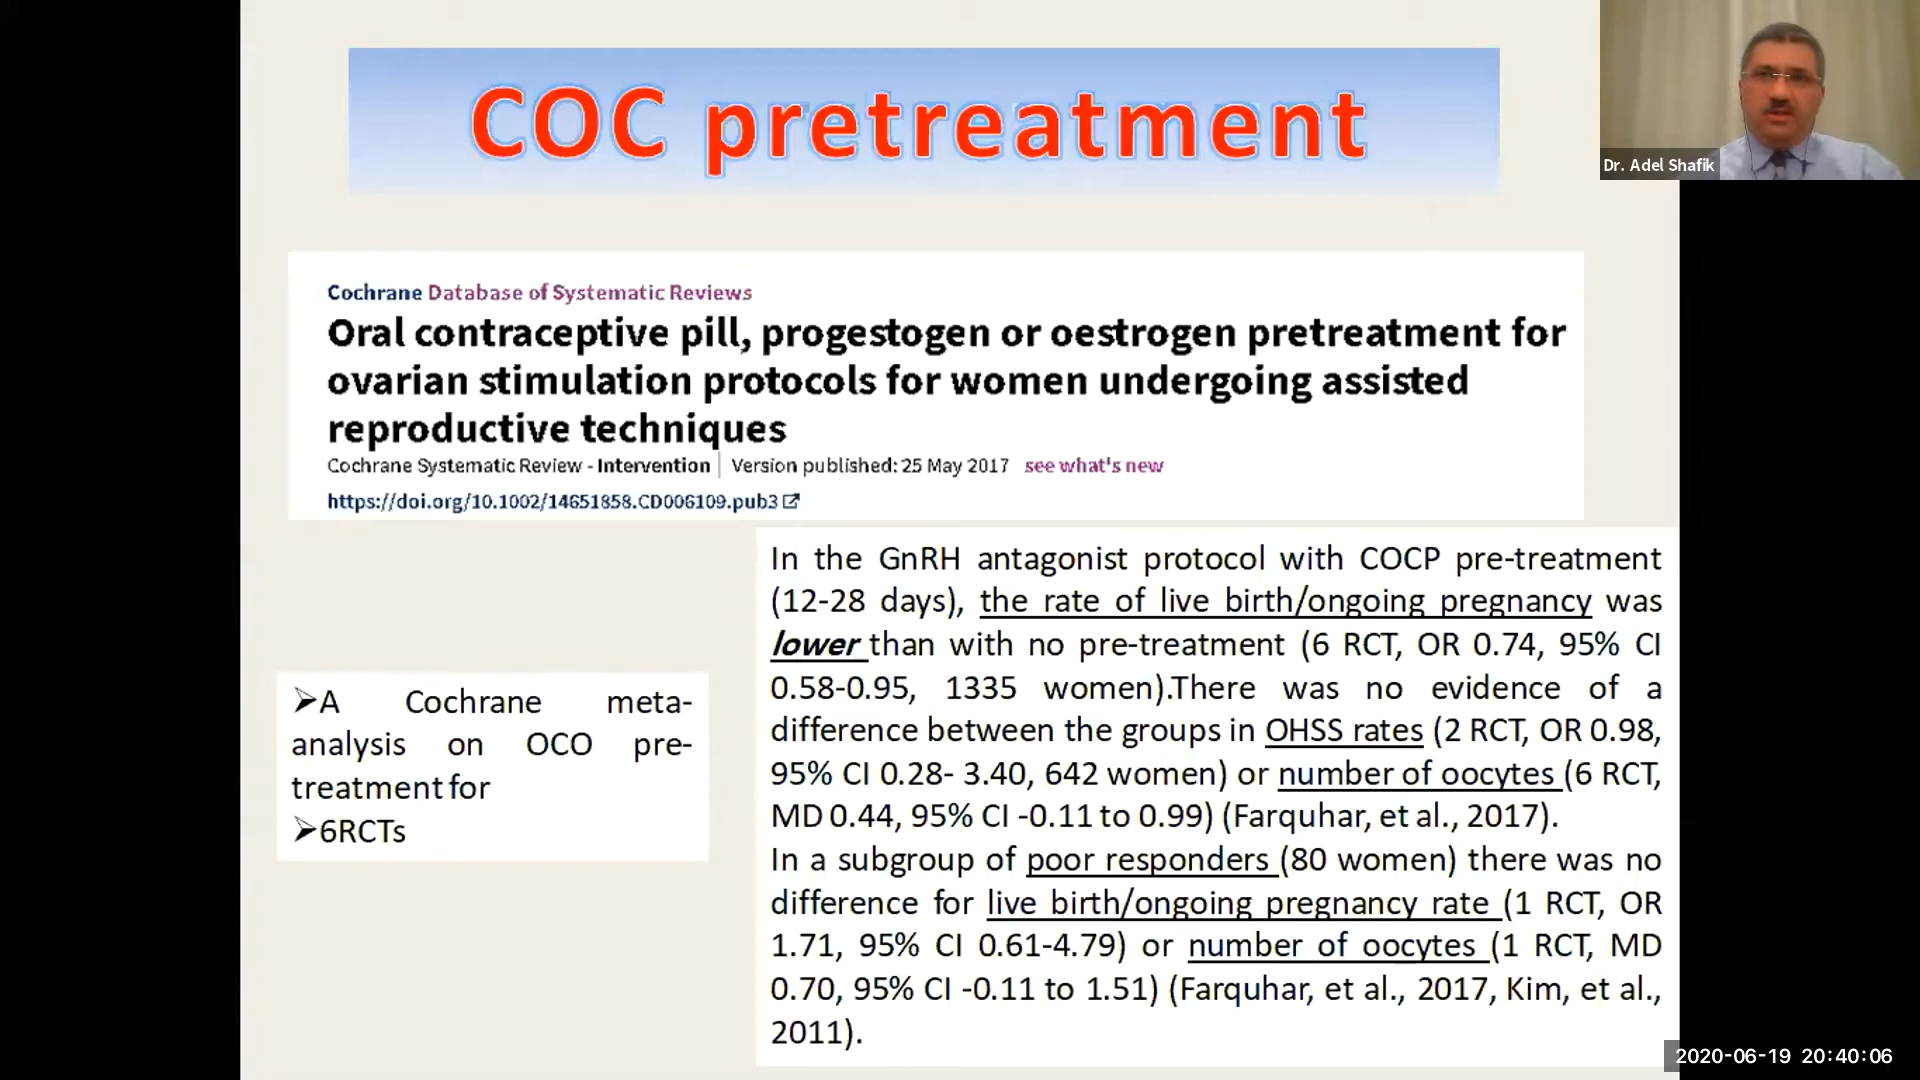 COC pretreatment
Dr. Adel Shafik
Cochrane Database of Systematic Reviews
Oral contraceptive pill, progestogen or oestrogen pretreatment for
ovarian stimulation protocols for women undergoing assisted
reproductive techniques
Cochrane Systematic Review - Intervention | Version published: 25 May 2017 see what's new
https://doi.org/10.1002/14651858.CD006109.pub3
➢A Cochrane meta-
analysis on OCO pre-
treatment for
➢6RCTs
In the GnRH antagonist protocol with COCP pre-treatment
(12-28 days), the rate of live birth/ongoing pregnancy was
lower than with no pre-treatment (6 RCT, OR 0.74, 95% CI
0.58-0.95, 1335 women).There was no evidence of a
difference between the groups in OHSS rates (2 RCT, OR 0.98,
95% CI 0.28- 3.40, 642 women) or number of oocytes (6 RCT,
MD 0.44, 95% CI -0.11 to 0.99) (Farquhar, et al., 2017).
In a subgroup of poor responders (80 women) there was no
difference for live birth/ongoing pregnancy rate (1 RCT, OR
1.71, 95% CI 0.61-4.79) or number of oocytes (1 RCT, MD
0.70, 95% CI -0.11 to 1.51) (Farquhar, et al., 2017, Kim, et al.,
2011).
2020-06-19 20:40:06